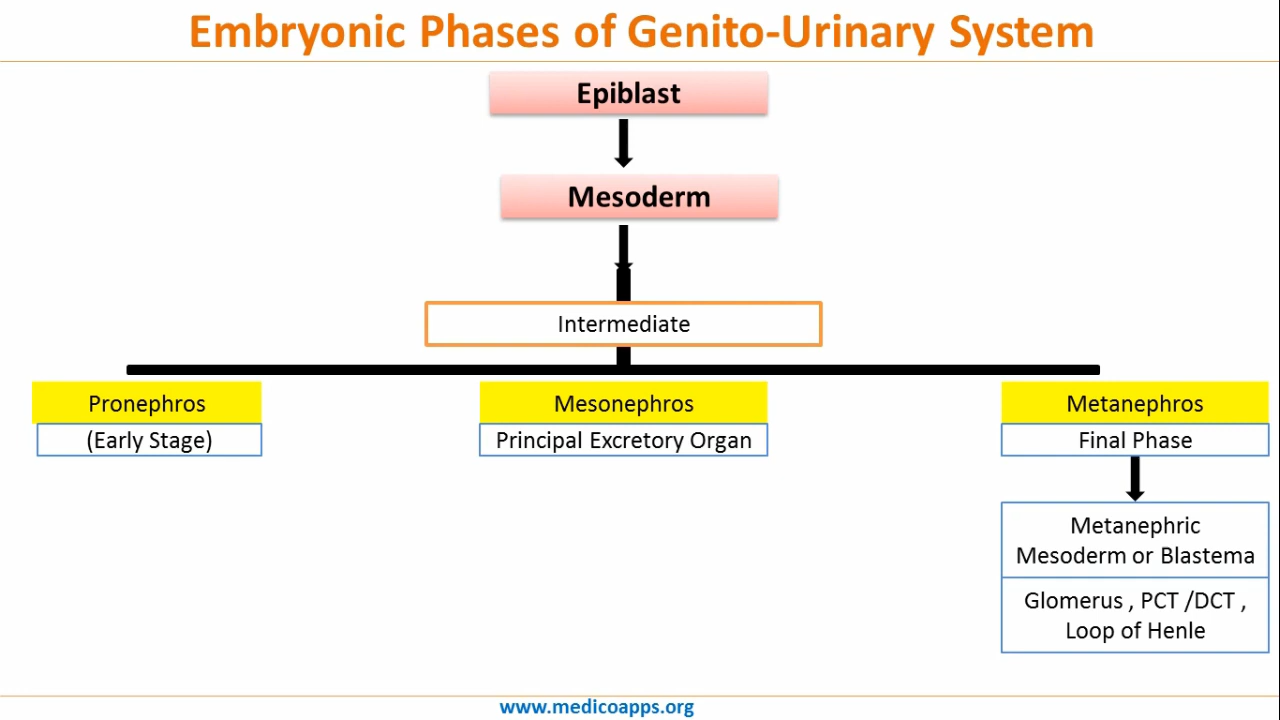 Embryonic Phases of Genito-Urinary System
Epiblast
Mesoderm
Intermediate
Pronephros
(Early Stage)
Mesonephros
Principal Excretory Organ
Metanephros
Final Phase
Metanephric
Mesoderm or Blastema
Glomerus , PCT /DCT ,
Loop of Henle
www.medicoapps.org